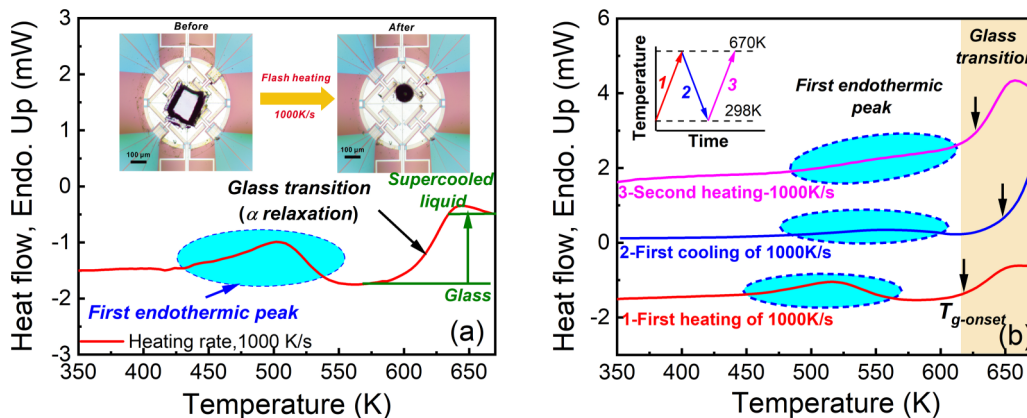 Heat flow, Endo. Up (mW)
3
2
1
0
-1
-2
-3
Before
After
Flash heating
1000K/s
100 μm
100 μm
Glass transition
(α relaxation)
Supercooled
liquid
Glass
First endothermic peak
(a)
Heating rate,1000 K/s
350 400 450 500 550 600 650
Temperature (K)
Heat flow, Endo. Up (mW)
6
4
2
0
-2
Temperature
670K
298K
1
2
3
Time
First endothermic
peak
Glass
transition
3-Second heating-1000K/s
2-First cooling of 1000K/s
1-First heating of 1000K/s
Tg-onset
(b)
350 400 450 500 550 600 650
Temperature (K)